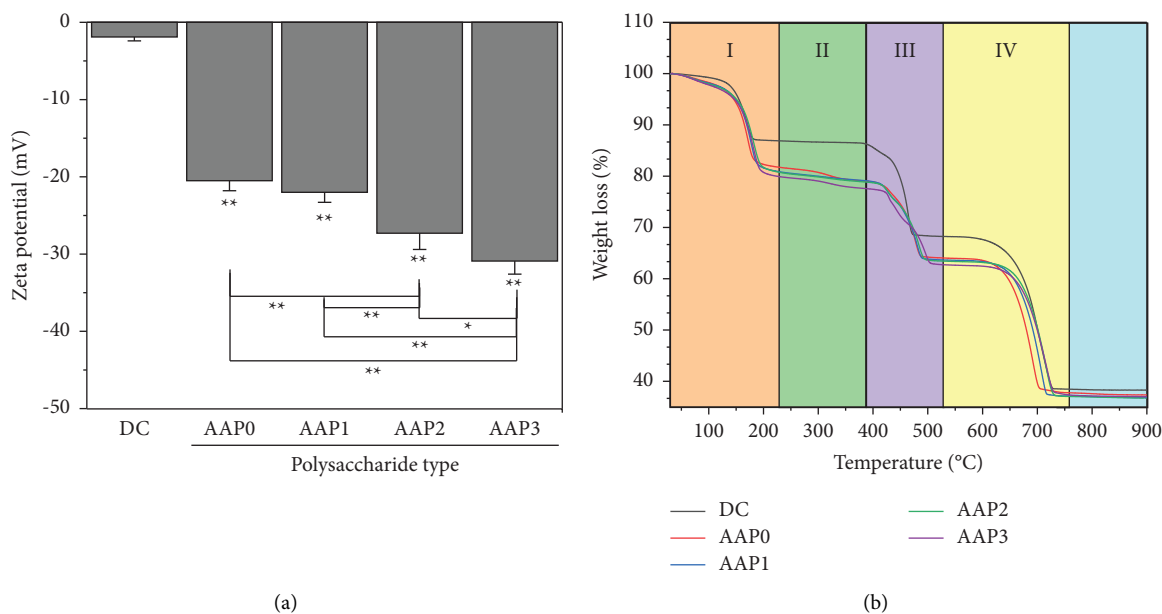 0
-10
-20
-30
-40
-50
Zeta potential (mV)
**
**
**
**
**
**
*
**
**
DC
AAP0
AAP1
AAP2
AAP3
Polysaccharide type
(a)
110
100
90
80
70
60
50
40
Weight loss (%)
I
II
III
IV
100
200
300
400
500
600
700
800
900
Temperature (°C)
DC
AAP0
AAP1
AAP2
AAP3
(b)